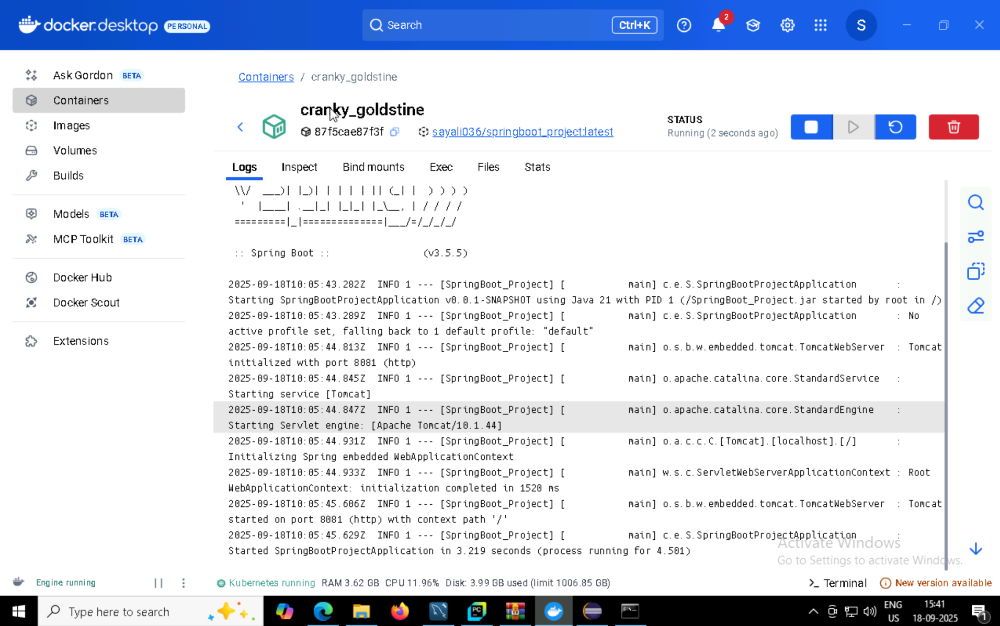 docker.desktop PERSONAL
Search Ctrl+K
2
S
Ask Gordon BETA
Containers
Images
Volumes
Builds
Models BETA
MCP Toolkit BETA
Docker Hub
Docker Scout
Extensions
Containers / cranky_goldstine
cranky_goldstine
87f5cae87f3f sayali036/springboot_project:latest
STATUS
Running (2 seconds ago)
Logs Inspect Bind mounts Exec Files Stats
\\/  ___)| |_)| | | | | || (_| |  ) ) ) )
'  |____| .__|_| |_|_| |_\__, | / / / /
=========|_|==============|___/=/_/_/_/
:: Spring Boot :: (v3.5.5)
2025-09-18T10:05:43.282Z  INFO 1 --- [SpringBoot_Project] [           main] c.e.S.SpringBootProjectApplication       :
Starting SpringBootProjectApplication v0.0.1-SNAPSHOT using Java 21 with PID 1 (/SpringBoot_Project.jar started by root in /)
2025-09-18T10:05:43.289Z  INFO 1 --- [SpringBoot_Project] [           main] c.e.S.SpringBootProjectApplication       : No
active profile set, falling back to 1 default profile: "default"
2025-09-18T10:05:44.813Z  INFO 1 --- [SpringBoot_Project] [           main] o.s.b.w.embedded.tomcat.TomcatWebServer  : Tomcat
initialized with port 8081 (http)
2025-09-18T10:05:44.845Z  INFO 1 --- [SpringBoot_Project] [           main] o.apache.catalina.core.StandardService   :
Starting service [Tomcat]
2025-09-18T10:05:44.847Z  INFO 1 --- [SpringBoot_Project] [           main] o.apache.catalina.core.StandardEngine    :
Starting Servlet engine: [Apache Tomcat/10.1.44]
2025-09-18T10:05:44.931Z  INFO 1 --- [SpringBoot_Project] [           main] o.a.c.c.C.[Tomcat].[localhost].[/]       :
Initializing Spring embedded WebApplicationContext
2025-09-18T10:05:44.933Z  INFO 1 --- [SpringBoot_Project] [           main] w.s.c.ServletWebServerApplicationContext : Root
WebApplicationContext: initialization completed in 1520 ms
2025-09-18T10:05:45.606Z  INFO 1 --- [SpringBoot_Project] [           main] o.s.b.w.embedded.tomcat.TomcatWebServer  : Tomcat
started on port 8081 (http) with context path '/'
2025-09-18T10:05:45.629Z  INFO 1 --- [SpringBoot_Project] [           main] c.e.S.SpringBootProjectApplication       :
Started SpringBootProjectApplication in 3.219 seconds (process running for 4.501)
Activate Windows
Go to Settings to activate Windows.
Engine running
Kubernetes running RAM 3.62 GB CPU 11.96% Disk: 3.99 GB used (limit 1006.85 GB)
>_ Terminal New version available
Type here to search
PC
ENG
US
15:41
18-09-2025
1